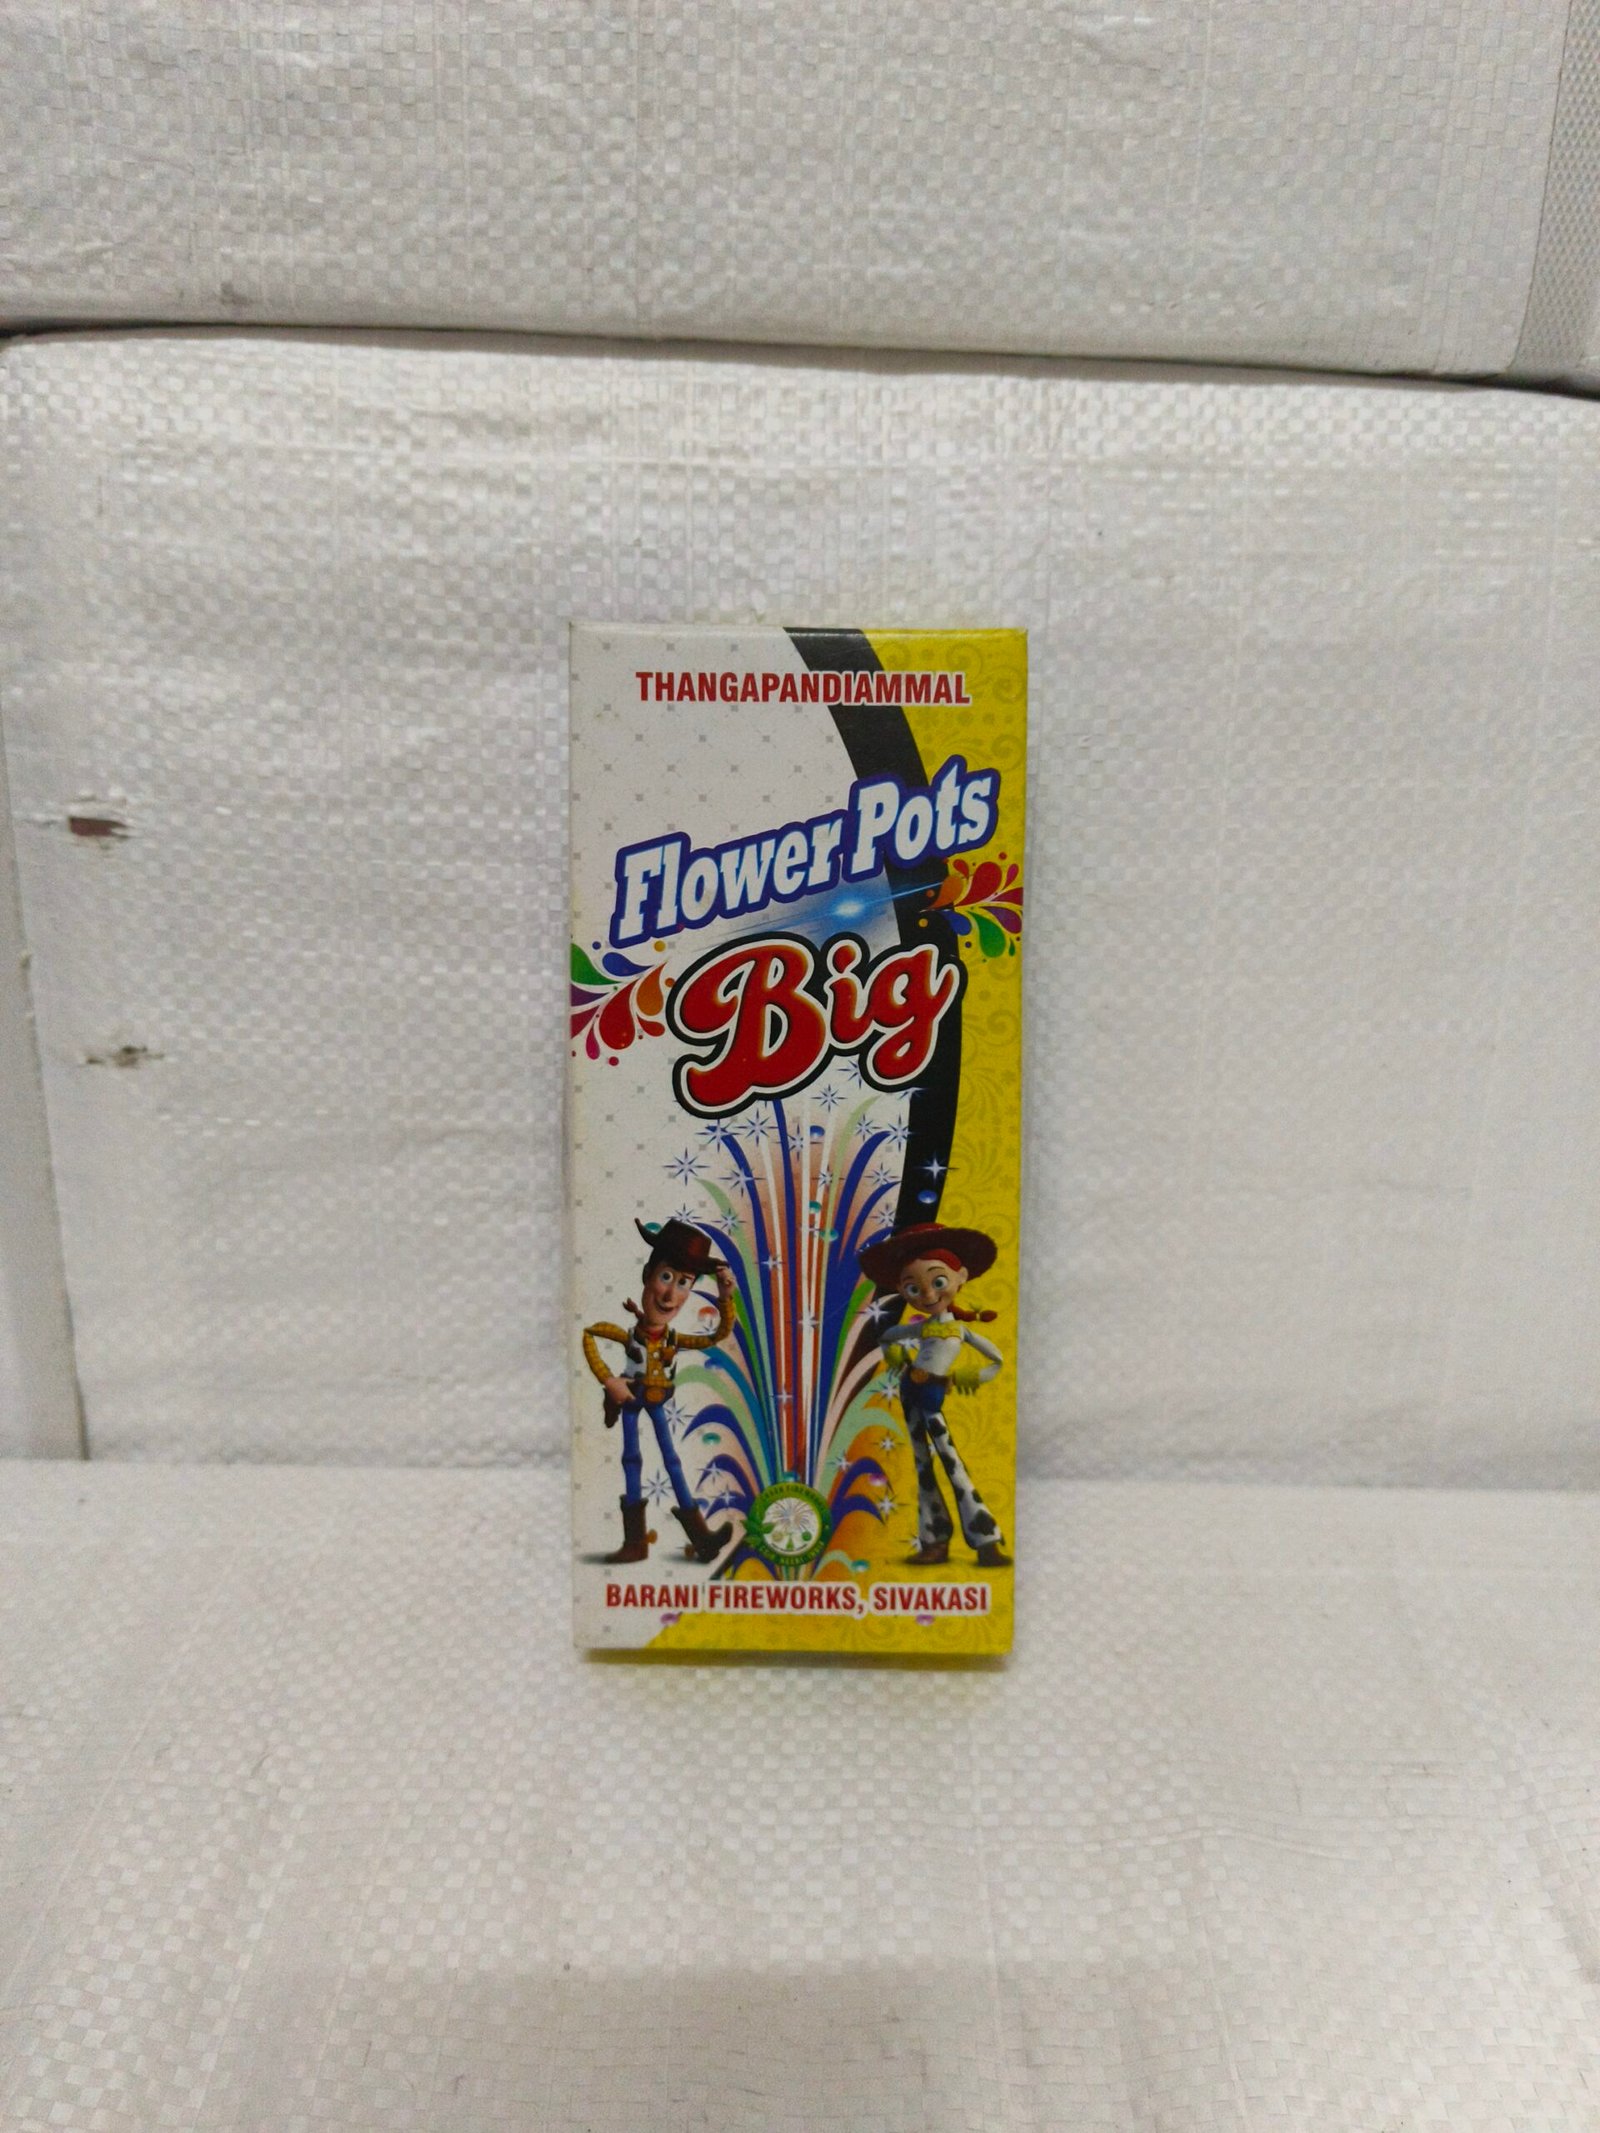 THANGAPANDIAMMAL
Flower Pots
Big
BARANI FIREWORKS, SIVAKASI